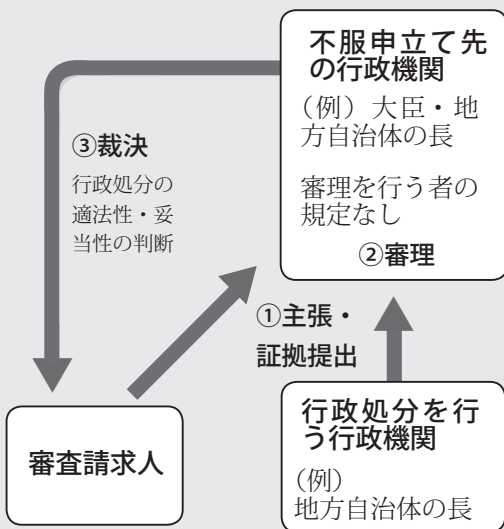 不服申立て先
の行政機関
（例）大臣・地
方自治体の長
審理を行う者の
規定なし
②審理
③裁決
行政処分の
適法性・妥
当性の判断
①主張・
証拠提出
審査請求人
行政処分を行
う行政機関
（例）
地方自治体の長